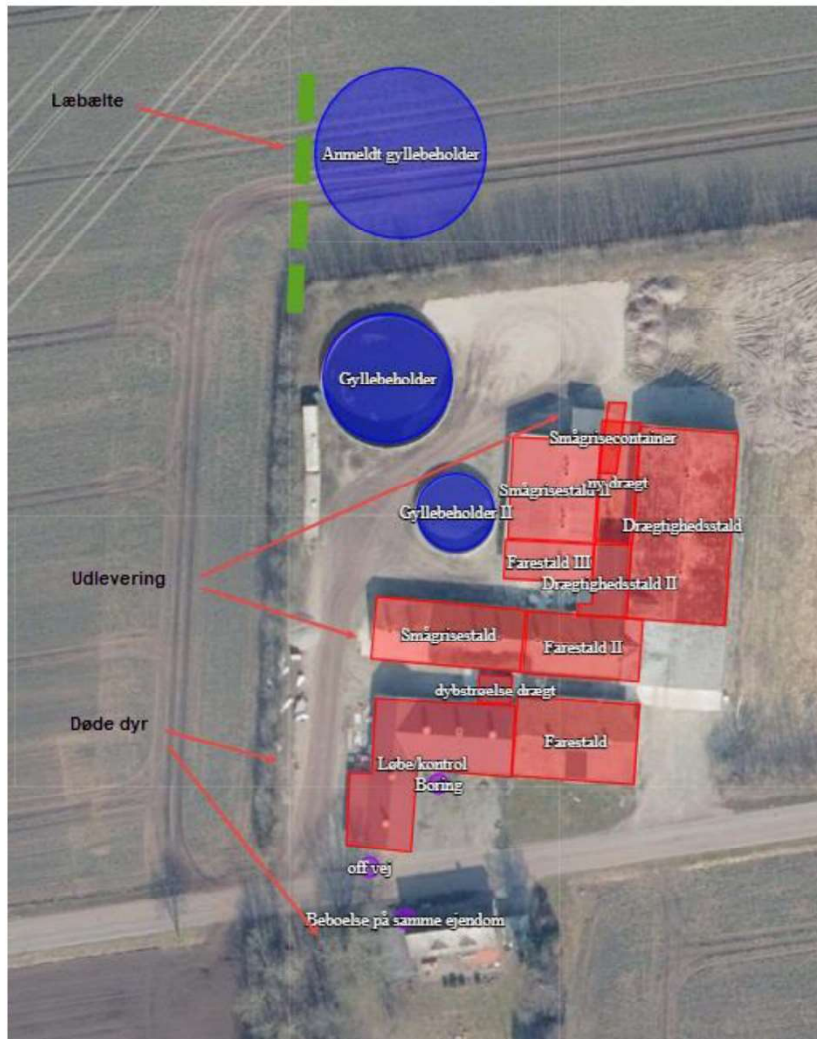 Læbælte
Anmeldt gyllebeholder
Gyllebeholder
Smågrisecontainer
ny drægt
Smågrisestald II
Gyllebeholder II
Drægtighedsstald
Farestald III
Udlevering
Drægtighedsstald II
Smågrisestald
Farestald II
dybstrøelse drægt
Døde dyr
Farestald
Løbe/kontrol
Boring
off vej
Beboelse på samme ejendom